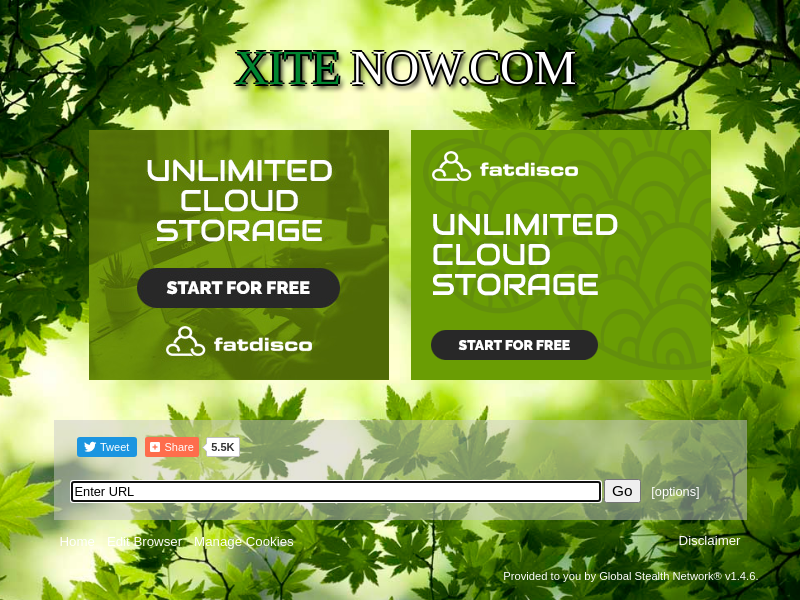 XITE NOW.COM
UNLIMITED
CLOUD
STORAGE
START FOR FREE
fatdisco
fatdisco
UNLIMITED
CLOUD
STORAGE
START FOR FREE
Tweet Share 5.5K
Enter URL Go [options]
Home Edit Browser Manage Cookies Disclaimer
Provided to you by Global Stealth Network® v1.4.6.